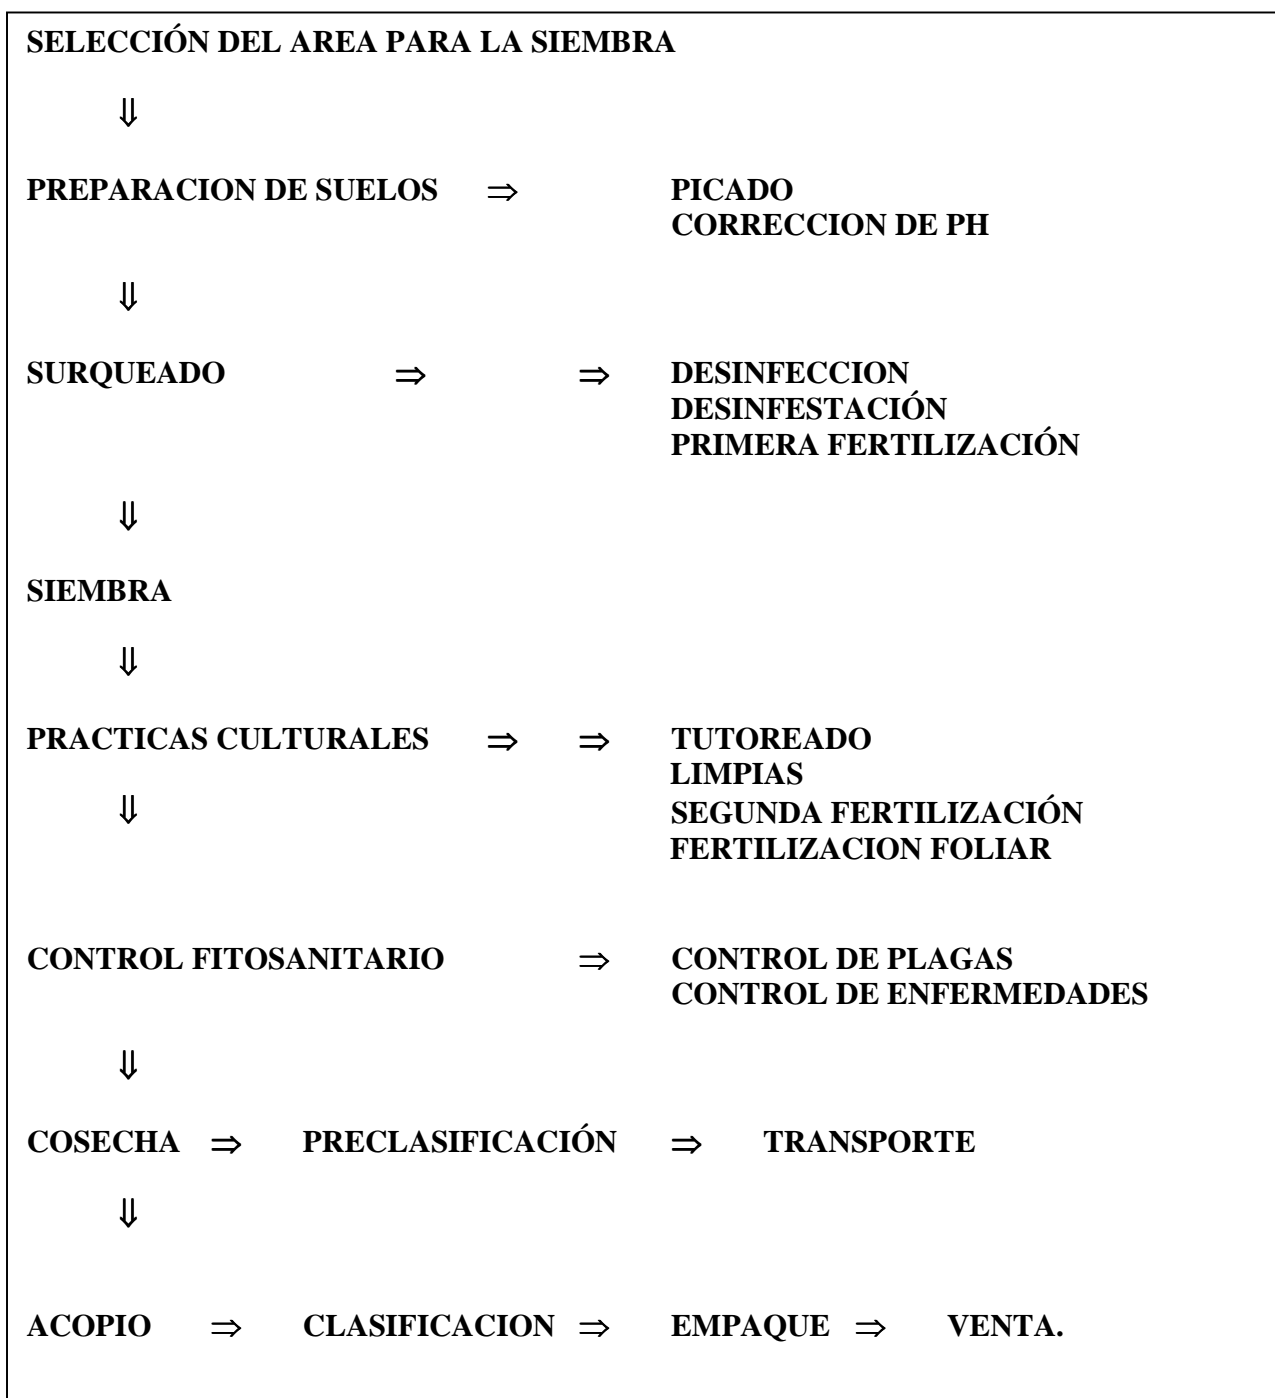 SELECCIÓN DEL AREA PARA LA SIEMBRA
⇓
PREPARACION DE SUELOS ⇒ PICADO
CORRECCION DE PH
⇓
SURQUEADO ⇒ ⇒ DESINFECCION
DESINFESTACIÓN
PRIMERA FERTILIZACIÓN
⇓
SIEMBRA
⇓
PRACTICAS CULTURALES ⇒ ⇒ TUTOREADO
LIMPIAS
⇓ SEGUNDA FERTILIZACIÓN
FERTILIZACION FOLIAR
CONTROL FITOSANITARIO ⇒ CONTROL DE PLAGAS
CONTROL DE ENFERMEDADES
⇓
COSECHA ⇒ PRECLASIFICACIÓN ⇒ TRANSPORTE
⇓
ACOPIO ⇒ CLASIFICACION ⇒ EMPAQUE ⇒ VENTA.